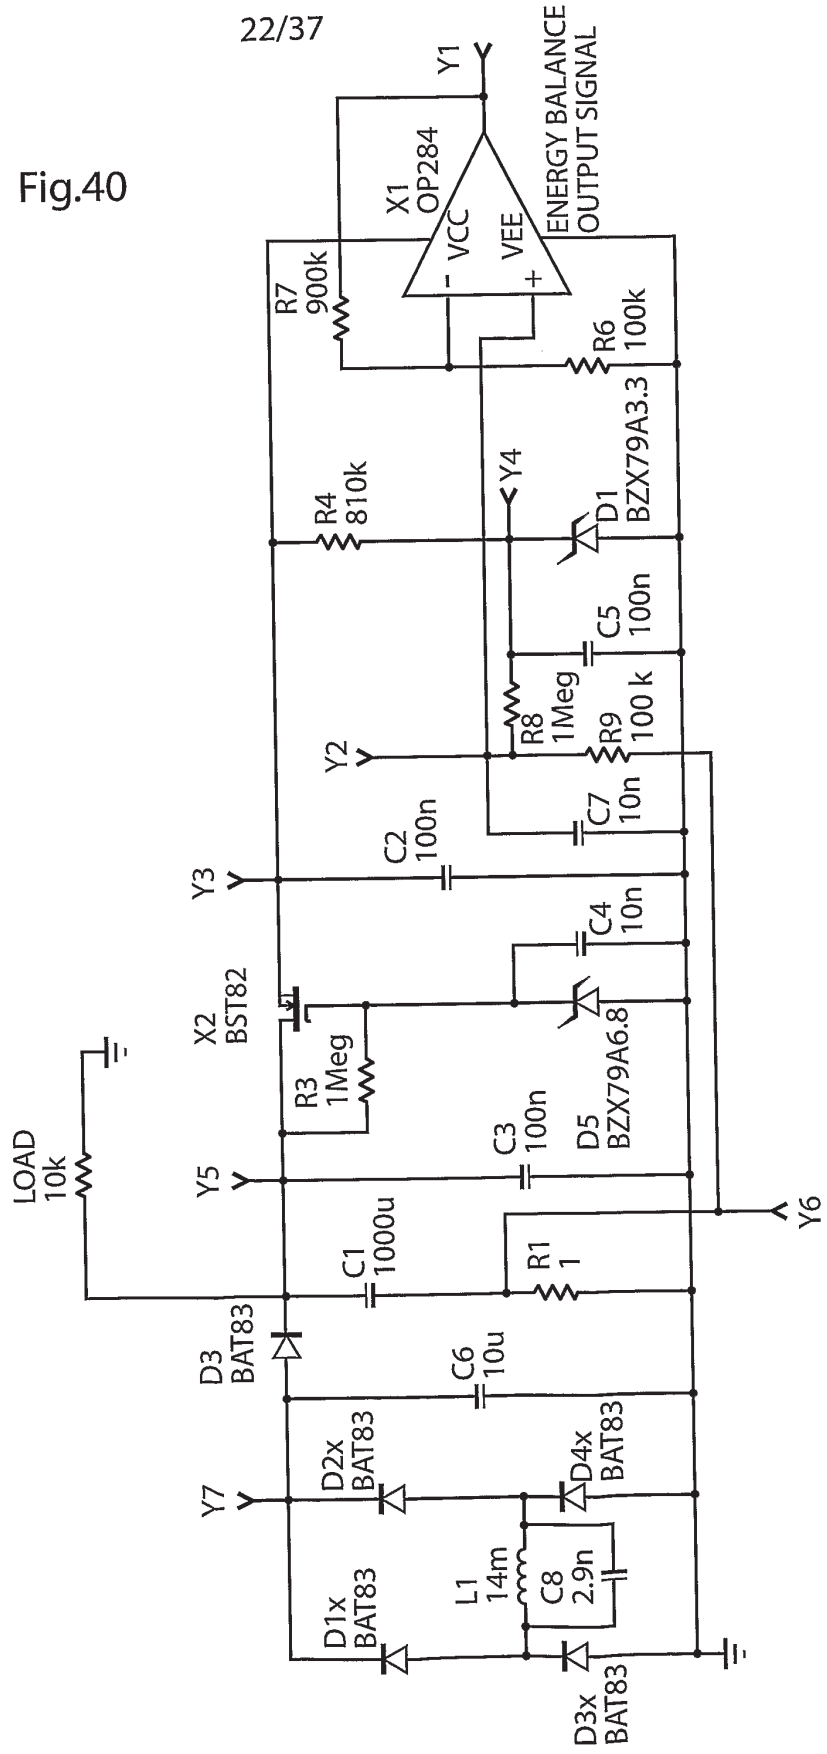 22/37
Fig.40
Y1
X1
OP284
VCC
VEE
-
+
ENERGY BALANCE
OUTPUT SIGNAL
R7
900k
R6
100k
R4
810k
Y4
D1
BZX79A3.3
C5
100n
R8
1Meg
R9
100 k
Y2
C7
10n
C2
100n
Y3
C4
10n
X2
BST82
R3
1Meg
D5
BZX79A6.8
LOAD
10k
Y5
C3
100n
C1
1000u
R1
1
Y6
D3
BAT83
C6
10u
Y7
D2x
BAT83
D4x
BAT83
L1
14m
C8
2.9n
D1x
BAT83
D3x
BAT83